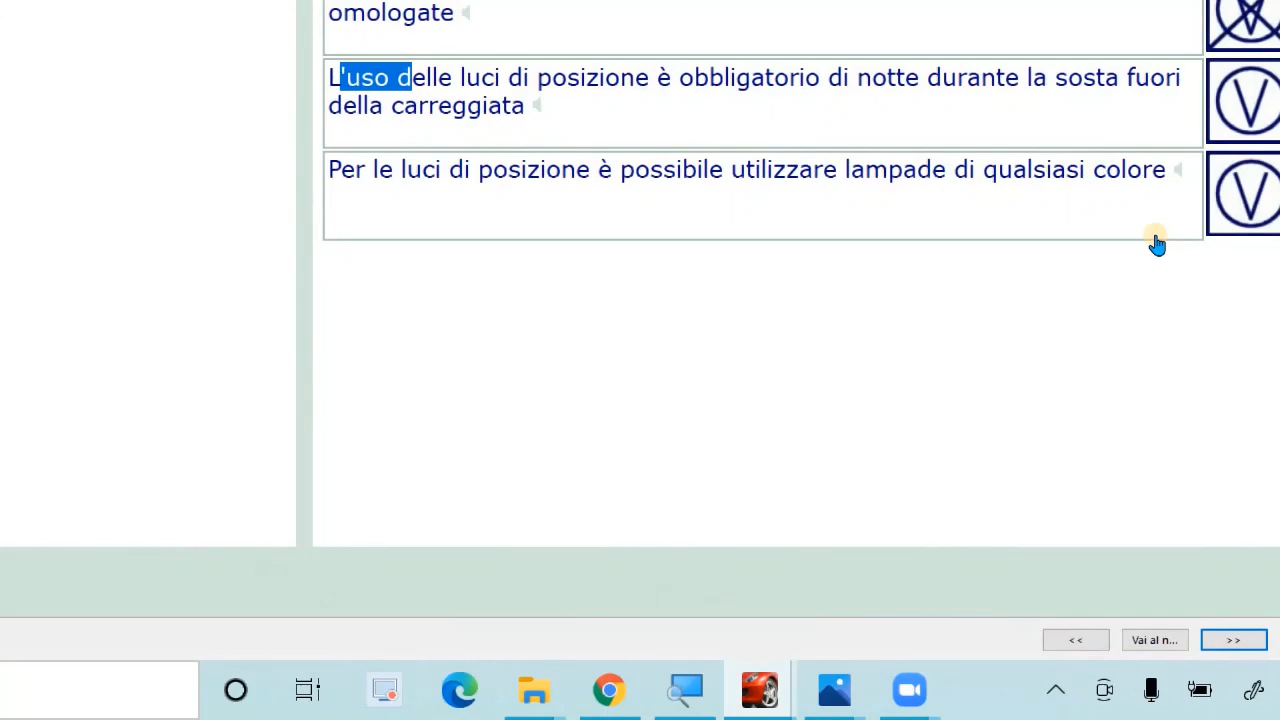 omologate
L'uso delle luci di posizione è obbligatorio di notte durante la sosta fuori
della carreggiata
V
Per le luci di posizione è possibile utilizzare lampade di qualsiasi colore
V
<<
Vai al n...
>>